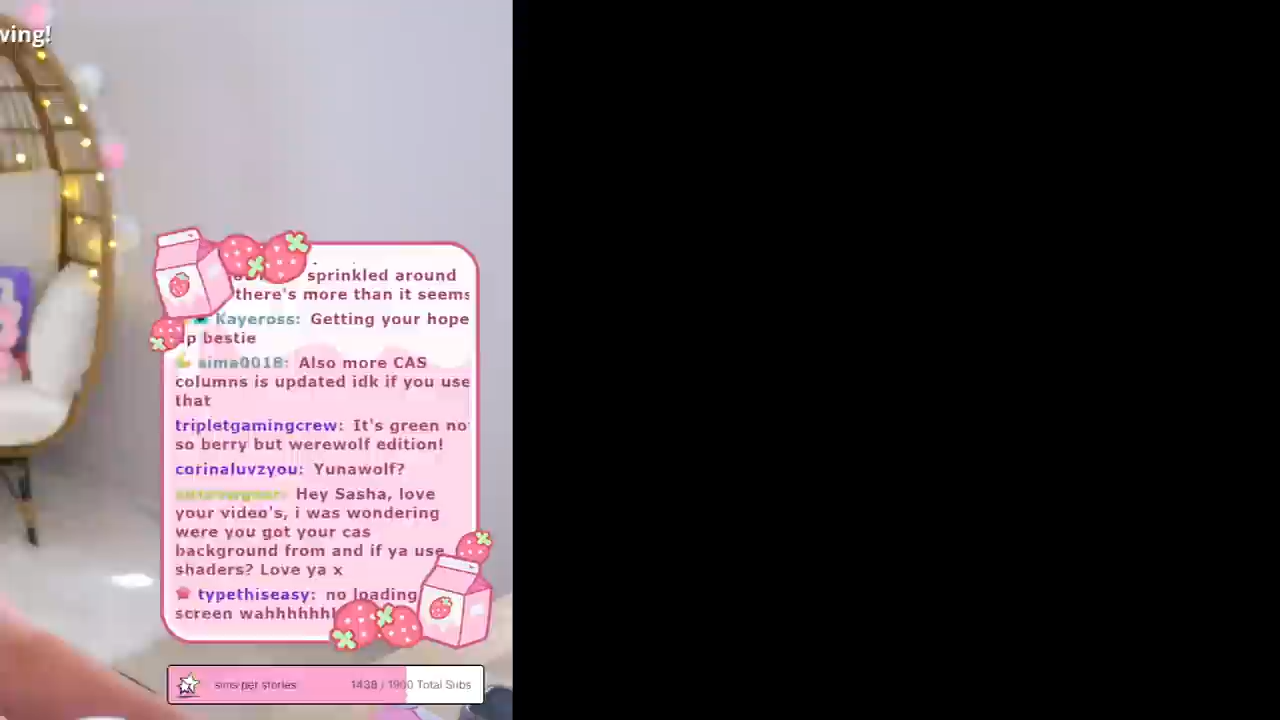 ving!
sprinkled around
there's more than it seems
Kayeross: Getting your hope
p bestie
sima0018: Also more CAS
columns is updated idk if you use
that
tripletgamingcrew: It's green no
so berry but werewolf edition!
corinaluvzyou: Yunawolf?
Hey Sasha, love
your video's, i was wondering
were you got your cas
background from and if ya use
shaders? Love ya x
typethiseasy: no loading
screen wahhhhhh
sims per stories 1438 / 1900 Total Subs